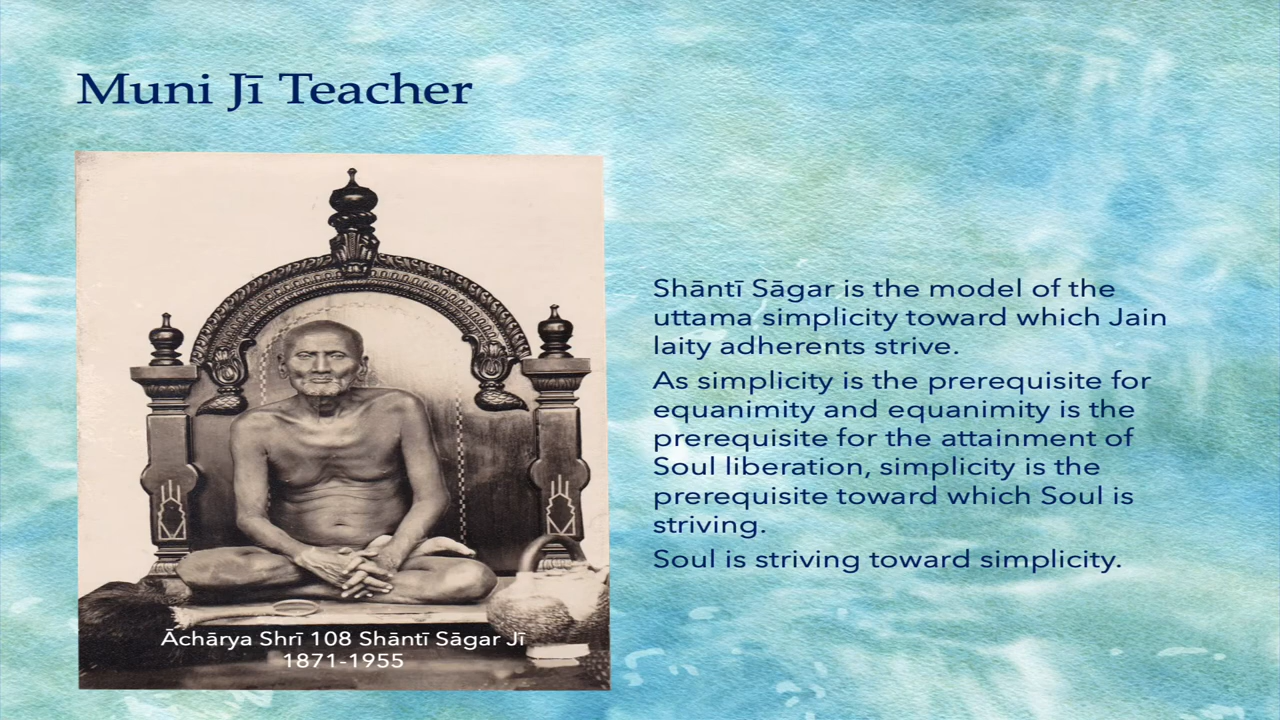 Muni Jī Teacher
Shāntī Sāgar is the model of the
uttama simplicity toward which Jain
laity adherents strive.
As simplicity is the prerequisite for
equanimity and equanimity is the
prerequisite for the attainment of
Soul liberation, simplicity is the
prerequisite toward which Soul is
striving.
Soul is striving toward simplicity.
Āchārya Shrī 108 Shāntī Sāgar Jī
1871-1955